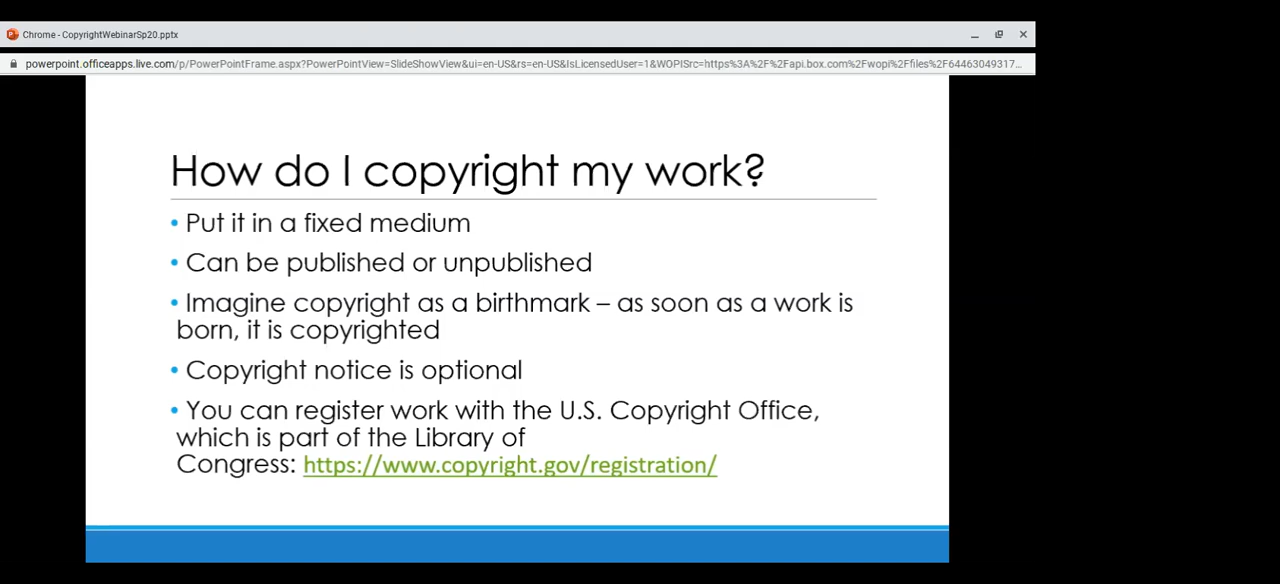 Chrome - CopyrightWebinarSp20.pptx
powerpoint.officeapps.live.com/p/PowerPointFrame.aspx?PowerPointView=SlideShowView&ui=en-US&rs=en-US&IsLicensedUser=1&WOPISrc=https%3A%2F%2Fapi.box.com%2Fwopi%2Ffiles%2F64463049317...
How do I copyright my work?
• Put it in a fixed medium
• Can be published or unpublished
• Imagine copyright as a birthmark – as soon as a work is
born, it is copyrighted
• Copyright notice is optional
• You can register work with the U.S. Copyright Office,
which is part of the Library of
Congress: https://www.copyright.gov/registration/